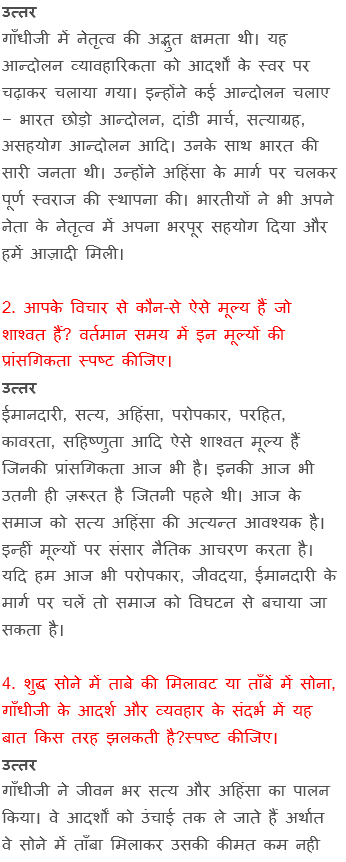 उत्तर
गाँधीजी में नेतृत्व की अद्भुत क्षमता थी। यह
आन्दोलन व्यावहारिकता को आदर्शों के स्वर पर
चढ़ाकर चलाया गया। इन्होंने कई आन्दोलन चलाए
− भारत छोड़ो आन्दोलन, दांडी मार्च, सत्याग्रह,
असहयोग आन्दोलन आदि। उनके साथ भारत की
सारी जनता थी। उन्होंने अहिंसा के मार्ग पर चलकर
पूर्ण स्वराज की स्थापना की। भारतीयों ने भी अपने
नेता के नेतृत्व में अपना भरपूर सहयोग दिया और
हमें आज़ादी मिली।
2. आपके विचार से कौन-से ऐसे मूल्य हैं जो
शाश्वत हैं? वर्तमान समय में इन मूल्यों की
प्रांसगिकता स्पष्ट कीजिए।
उत्तर
ईमानदारी, सत्य, अहिंसा, परोपकार, परहित,
कावरता, सहिष्णुता आदि ऐसे शाश्वत मूल्य हैं
जिनकी प्रांसगिकता आज भी है। इनकी आज भी
उतनी ही ज़रूरत है जितनी पहले थी। आज के
समाज को सत्य अहिंसा की अत्यन्त आवश्यक है।
इन्हीं मूल्यों पर संसार नैतिक आचरण करता है।
यदि हम आज भी परोपकार, जीवदया, ईमानदारी के
मार्ग पर चलें तो समाज को विघटन से बचाया जा
सकता है।
4. शुद्ध सोने में ताबे की मिलावट या ताँबें में सोना,
गाँधीजी के आदर्श और व्यवहार के संदर्भ में यह
बात किस तरह झलकती है?स्पष्ट कीजिए।
उत्तर
गाँधीजी ने जीवन भर सत्य और अहिंसा का पालन
किया। वे आदर्शों को उंचाई तक ले जाते हैं अर्थात
वे सोने में ताँबा मिलाकर उसकी कीमत कम नही